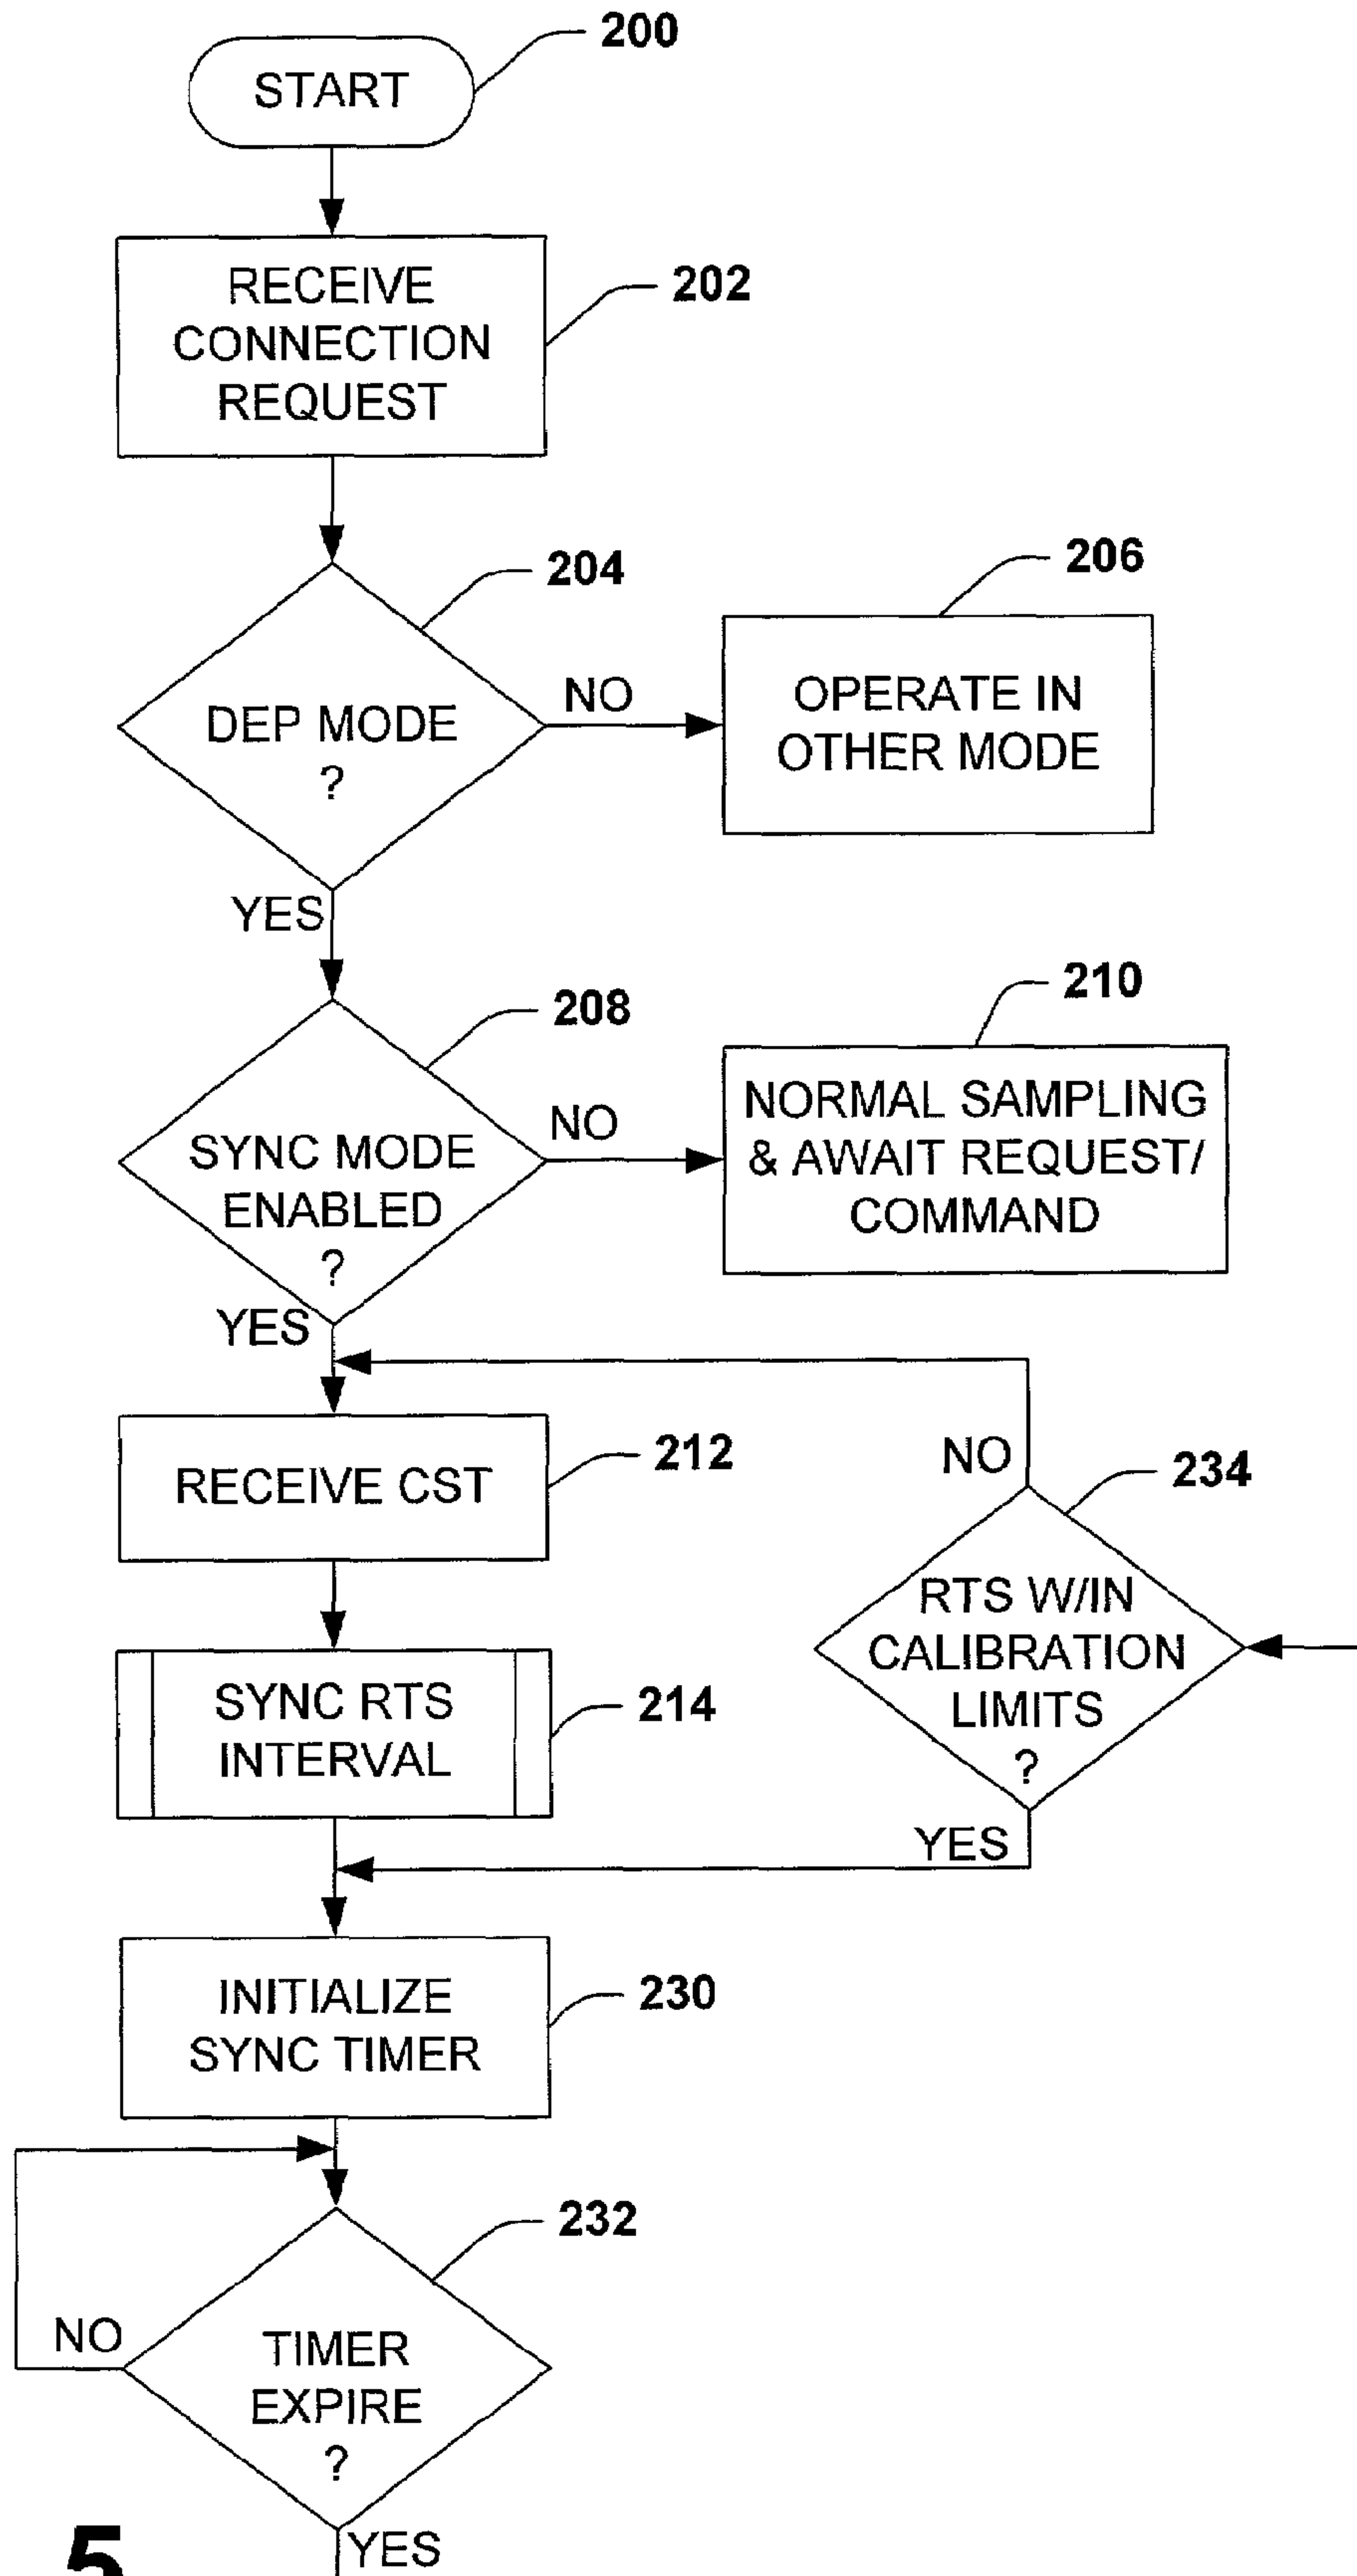 200
START
RECEIVE
CONNECTION
REQUEST
202
204
DEP MODE
?
NO
206
OPERATE IN
OTHER MODE
YES
208
SYNC MODE
ENABLED
?
NO
210
NORMAL SAMPLING
& AWAIT REQUEST/
COMMAND
YES
RECEIVE CST
212
NO
234
RTS W/IN
CALIBRATION
LIMITS
?
YES
SYNC RTS
INTERVAL
214
INITIALIZE
SYNC TIMER
230
232
NO
TIMER
EXPIRE
?
YES
5